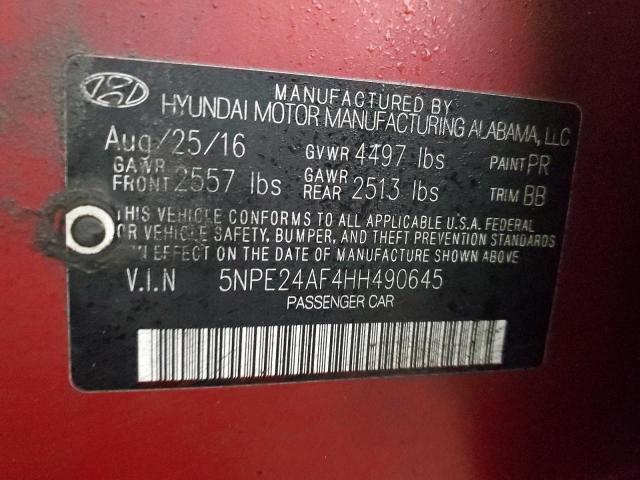 MANUFACTURED BY
HYUNDAI MOTOR MANUFACTURING ALABAMA, LLC
Aug/25/16 GVWR 4497 lbs PAINT PR
GAWR FRONT 2557 lbs GAWR REAR 2513 lbs TRIM BB
THIS VEHICLE CONFORMS TO ALL APPLICABLE U.S.A. FEDERAL
MOTOR VEHICLE SAFETY, BUMPER, AND THEFT PREVENTION STANDARDS
IN EFFECT ON THE DATE OF MANUFACTURE SHOWN ABOVE
V.I.N 5NPE24AF4HH490645
PASSENGER CAR